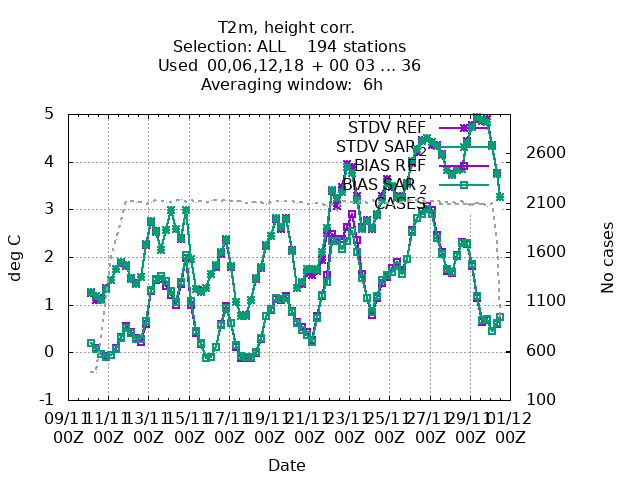 T2m, height corr.
Selection: ALL    194 stations
Used  00,06,12,18 + 00 03 ... 36
Averaging window:  6h
STDV REF
STDV SAR_2
BIAS REF
BIAS SAR_2
CASES
5
4
3
2
1
0
-1
deg C
2600
2100
1600
1100
600
100
No cases
09/11 11/11 13/11 15/11 17/11 19/11 21/11 23/11 25/11 27/11 29/11 01/12
00Z 00Z 00Z 00Z 00Z 00Z 00Z 00Z 00Z 00Z 00Z 00Z
Date